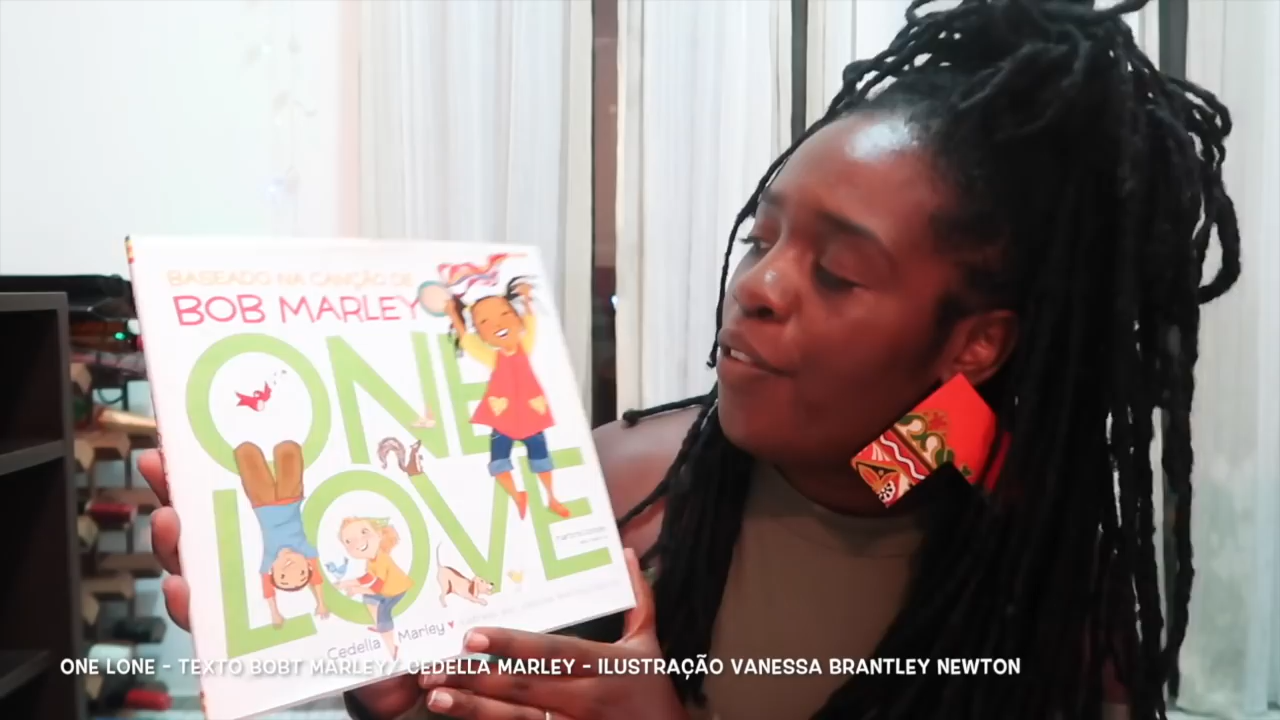 BASEADO NA CANÇÃO DE
BOB MARLEY
ONE
LOVE
Cedella Marley
ONE LONE - TEXTO BOBT MARLEY/ CEDELLA MARLEY - ILUSTRAÇÃO VANESSA BRANTLEY NEWTON